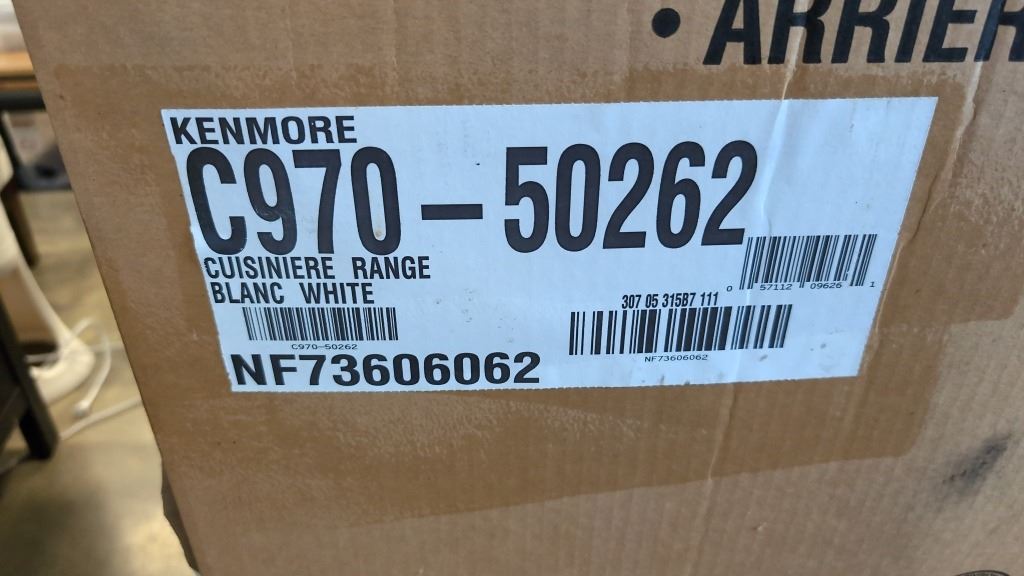 • ARRIER
KENMORE
C970-50262
CUISINIERE RANGE
BLANC WHITE
C970-50262
NF73606062
307 05 315B7 111
NF73606062
0 57112 09626 1